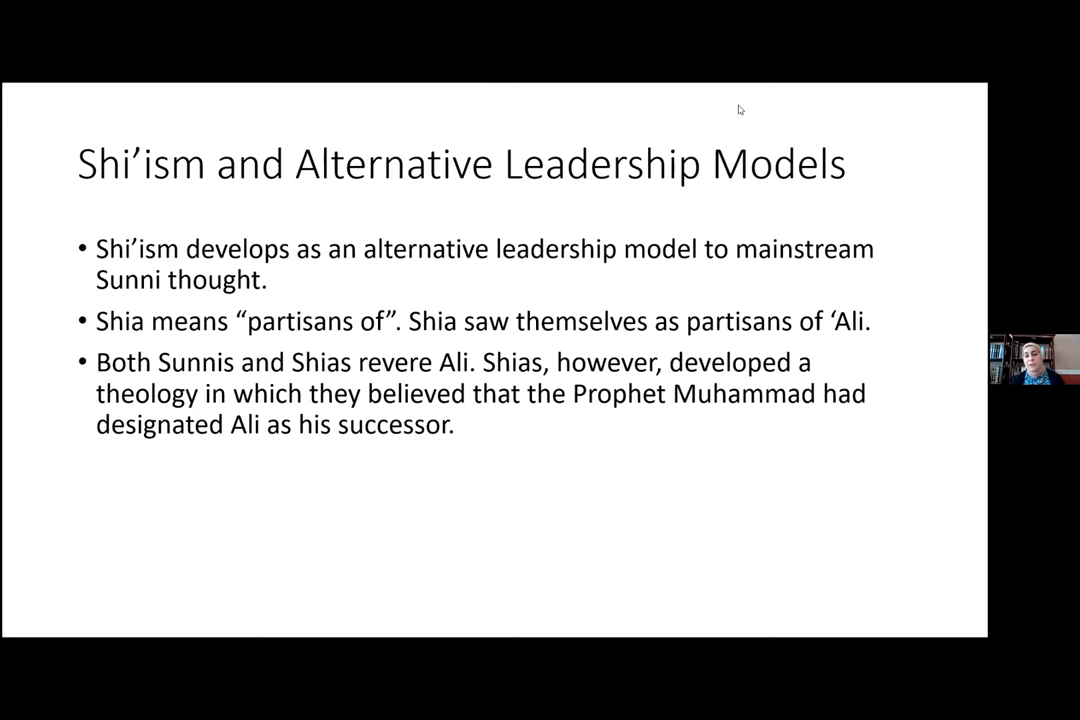 Shi’ism and Alternative Leadership Models
• Shi’ism develops as an alternative leadership model to mainstream
Sunni thought.
• Shia means “partisans of”. Shia saw themselves as partisans of ‘Ali.
• Both Sunnis and Shias revere Ali. Shias, however, developed a
theology in which they believed that the Prophet Muhammad had
designated Ali as his successor.